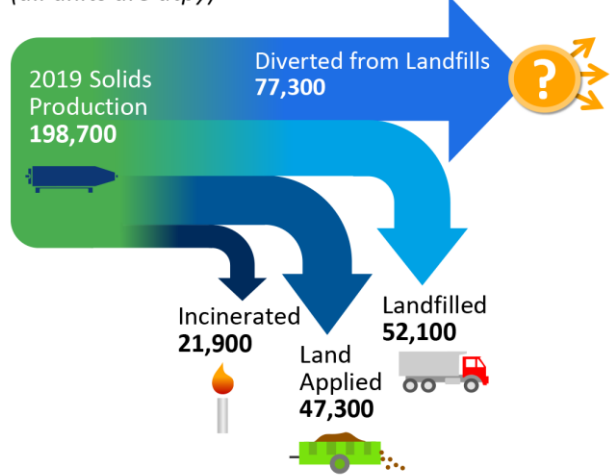 2019 Solids
Production
198,700
Diverted from Landfills
77,300
?
Incinerated
21,900
Land
Applied
47,300
Landfilled
52,100